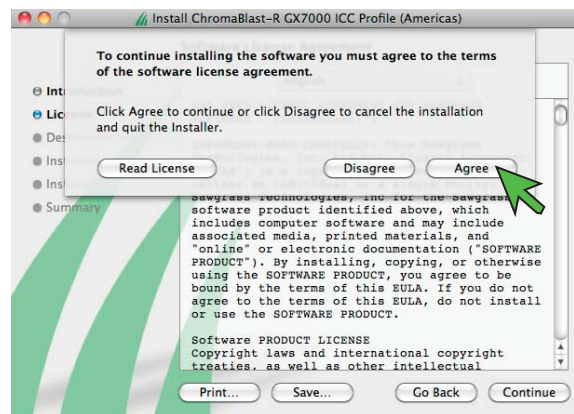 Install ChromaBlast-R GX7000 ICC Profile (Americas)
To continue installing the software you must agree to the terms
of the software license agreement.
Click Agree to continue or click Disagree to cancel the installation
and quit the Installer.
Read License
Disagree
Agree
Summary
Sawgrass Technologies, Inc for the Sawgrass
software product identified above, which
includes computer software and may include
associated media, printed materials, and
"online" or electronic documentation ("SOFTWARE
PRODUCT"). By installing, copying, or otherwise
using the SOFTWARE PRODUCT, you agree to be
bound by the terms of this EULA. If you do not
agree to the terms of this EULA, do not install
or use the SOFTWARE PRODUCT.
Software PRODUCT LICENSE
Copyright laws and international copyright
treaties, as well as other intellectual
Print...
Save...
Go Back
Continue